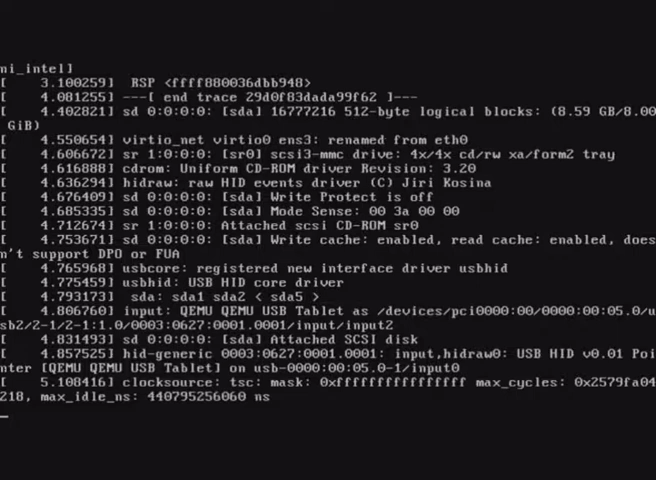 ni_intel]
[    3.100259]  RSP <ffff880036dbb948>
[    4.081255] ---[ end trace 29d0f83dada99f62 ]---
[    4.402821] sd 0:0:0:0: [sda] 16777216 512-byte logical blocks: (8.59 GB/8.00
 GiB)
[    4.550654] virtio_net virtio0 ens3: renamed from eth0
[    4.606672] sr 1:0:0:0: [sr0] scsi3-mmc drive: 4x/4x cd/rw xa/form2 tray
[    4.616888] cdrom: Uniform CD-ROM driver Revision: 3.20
[    4.636294] hidraw: raw HID events driver (C) Jiri Kosina
[    4.676409] sd 0:0:0:0: [sda] Write Protect is off
[    4.685335] sd 0:0:0:0: [sda] Mode Sense: 00 3a 00 00
[    4.712674] sr 1:0:0:0: Attached scsi CD-ROM sr0
[    4.753671] sd 0:0:0:0: [sda] Write cache: enabled, read cache: enabled, does
n't support DPO or FUA
[    4.765968] usbcore: registered new interface driver usbhid
[    4.775459] usbhid: USB HID core driver
[    4.793173]  sda: sda1 sda2 < sda5 >
[    4.806760] input: QEMU QEMU USB Tablet as /devices/pci0000:00/0000:00:05.0/u
sb2/2-1/2-1:1.0/0003:0627:0001.0001/input/input2
[    4.831493] sd 0:0:0:0: [sda] Attached SCSI disk
[    4.857525] hid-generic 0003:0627:0001.0001: input,hidraw0: USB HID v0.01 Poi
nter [QEMU QEMU USB Tablet] on usb-0000:00:05.0-1/input0
[    5.108416] clocksource: tsc: mask: 0xffffffffffffffff max_cycles: 0x2579fa04
218, max_idle_ns: 440795256060 ns